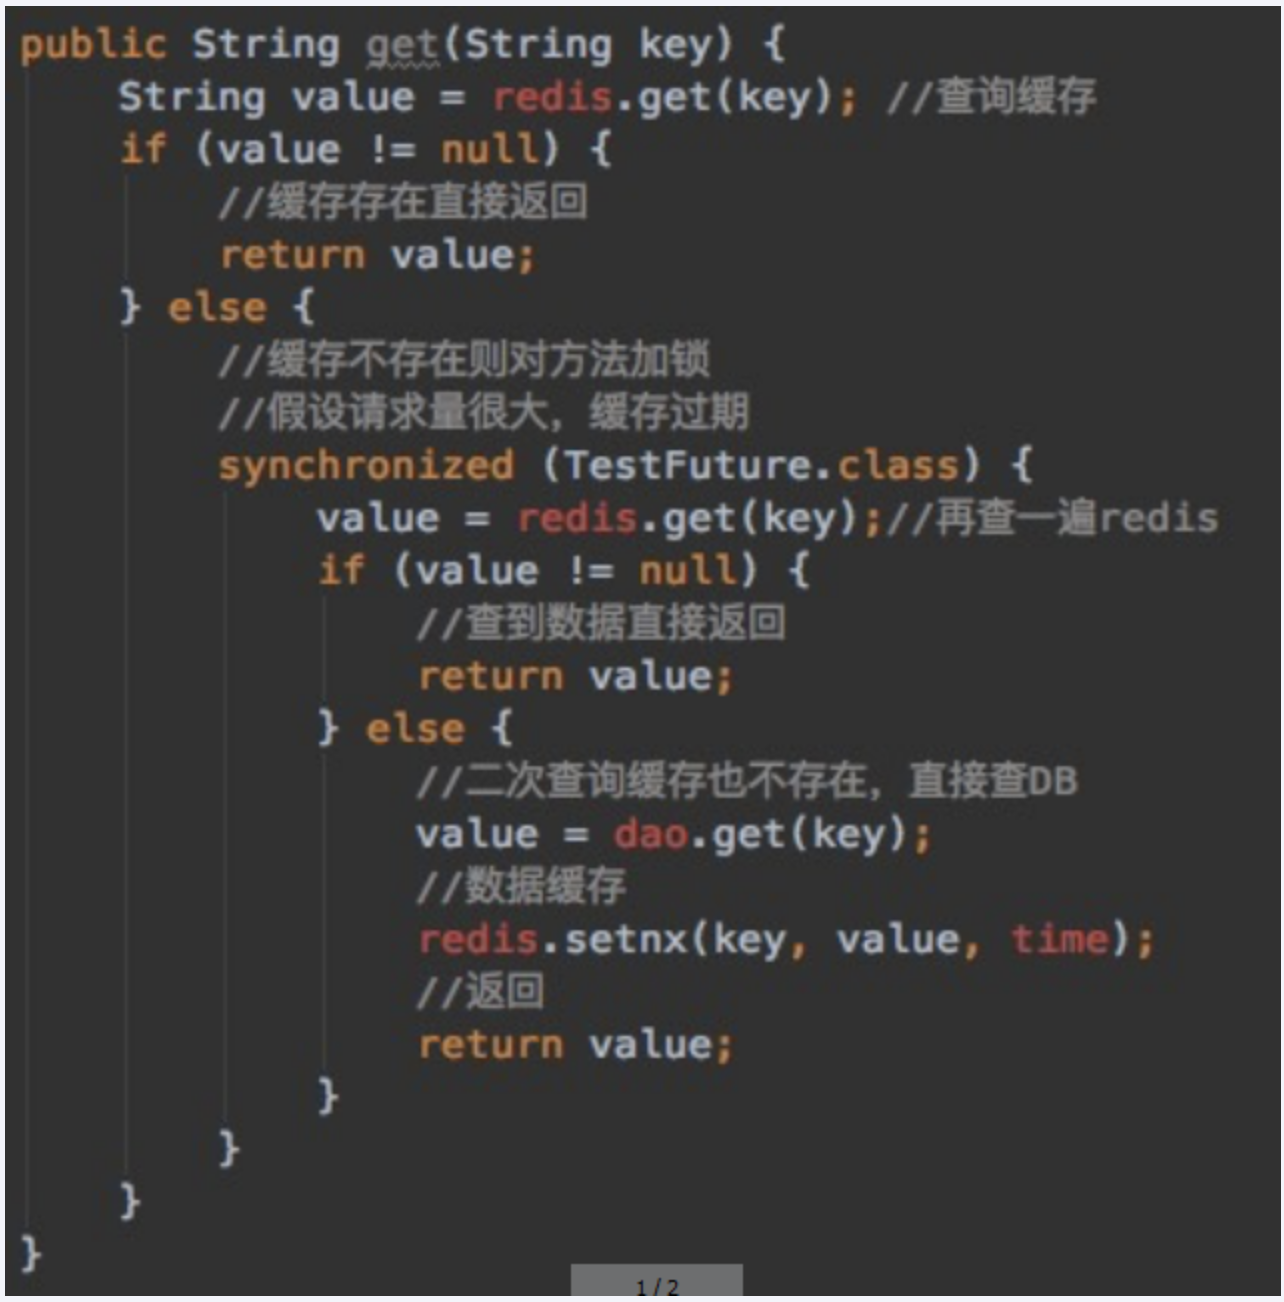 public String get(String key) {
String value = redis.get(key); //查询缓存
if (value != null) {
//缓存存在直接返回
return value;
} else {
//缓存不存在则对方法加锁
//假设请求量很大，缓存过期
synchronized (TestFuture.class) {
value = redis.get(key);//再查一遍redis
if (value != null) {
//查到数据直接返回
return value;
} else {
//二次查询缓存也不存在，直接查DB
value = dao.get(key);
//数据缓存
redis.setnx(key, value, time);
//返回
return value;
}
}
}
}
1 / 2